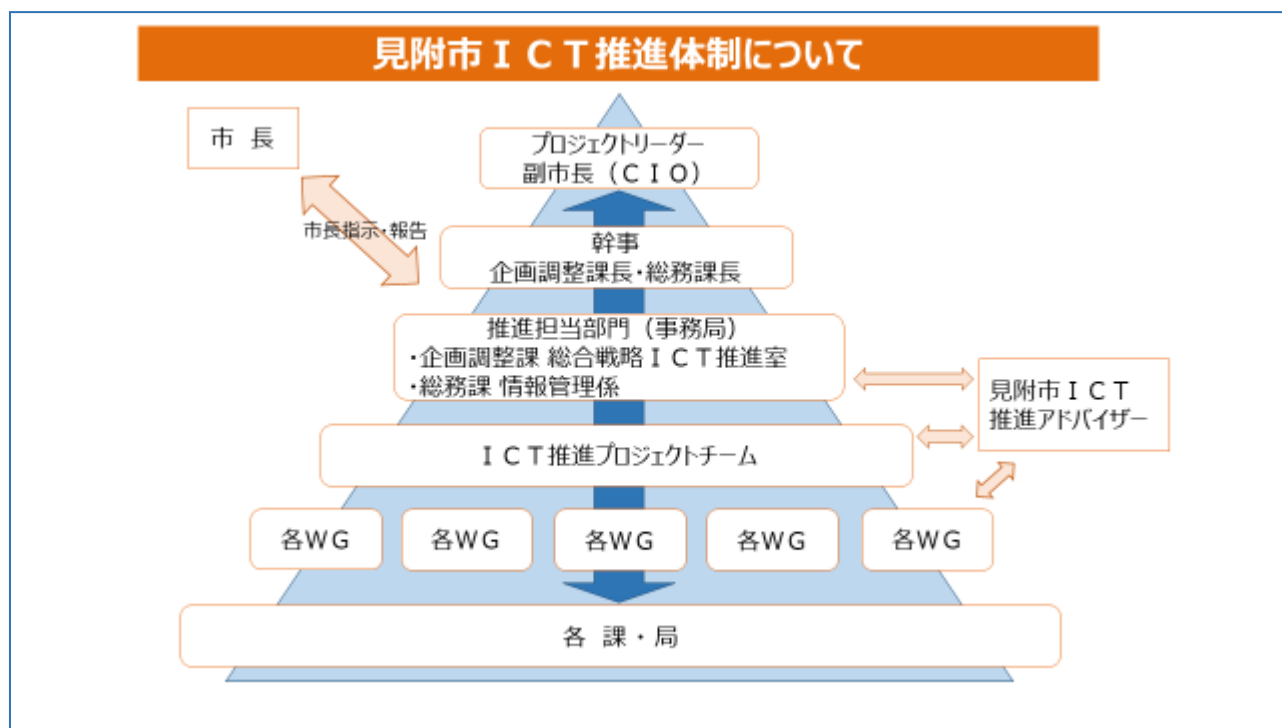 見附市ＩＣＴ推進体制について
市 長
プロジェクトリーダー
副市長（ＣＩＯ）
市長指示・報告
幹事
企画調整課長・総務課長
推進担当部門（事務局）
・企画調整課 総合戦略ＩＣＴ推進室
・総務課 情報管理係
見附市ＩＣＴ
推進アドバイザー
ＩＣＴ推進プロジェクトチーム
各ＷＧ 各ＷＧ 各ＷＧ 各ＷＧ 各ＷＧ
各 課・局